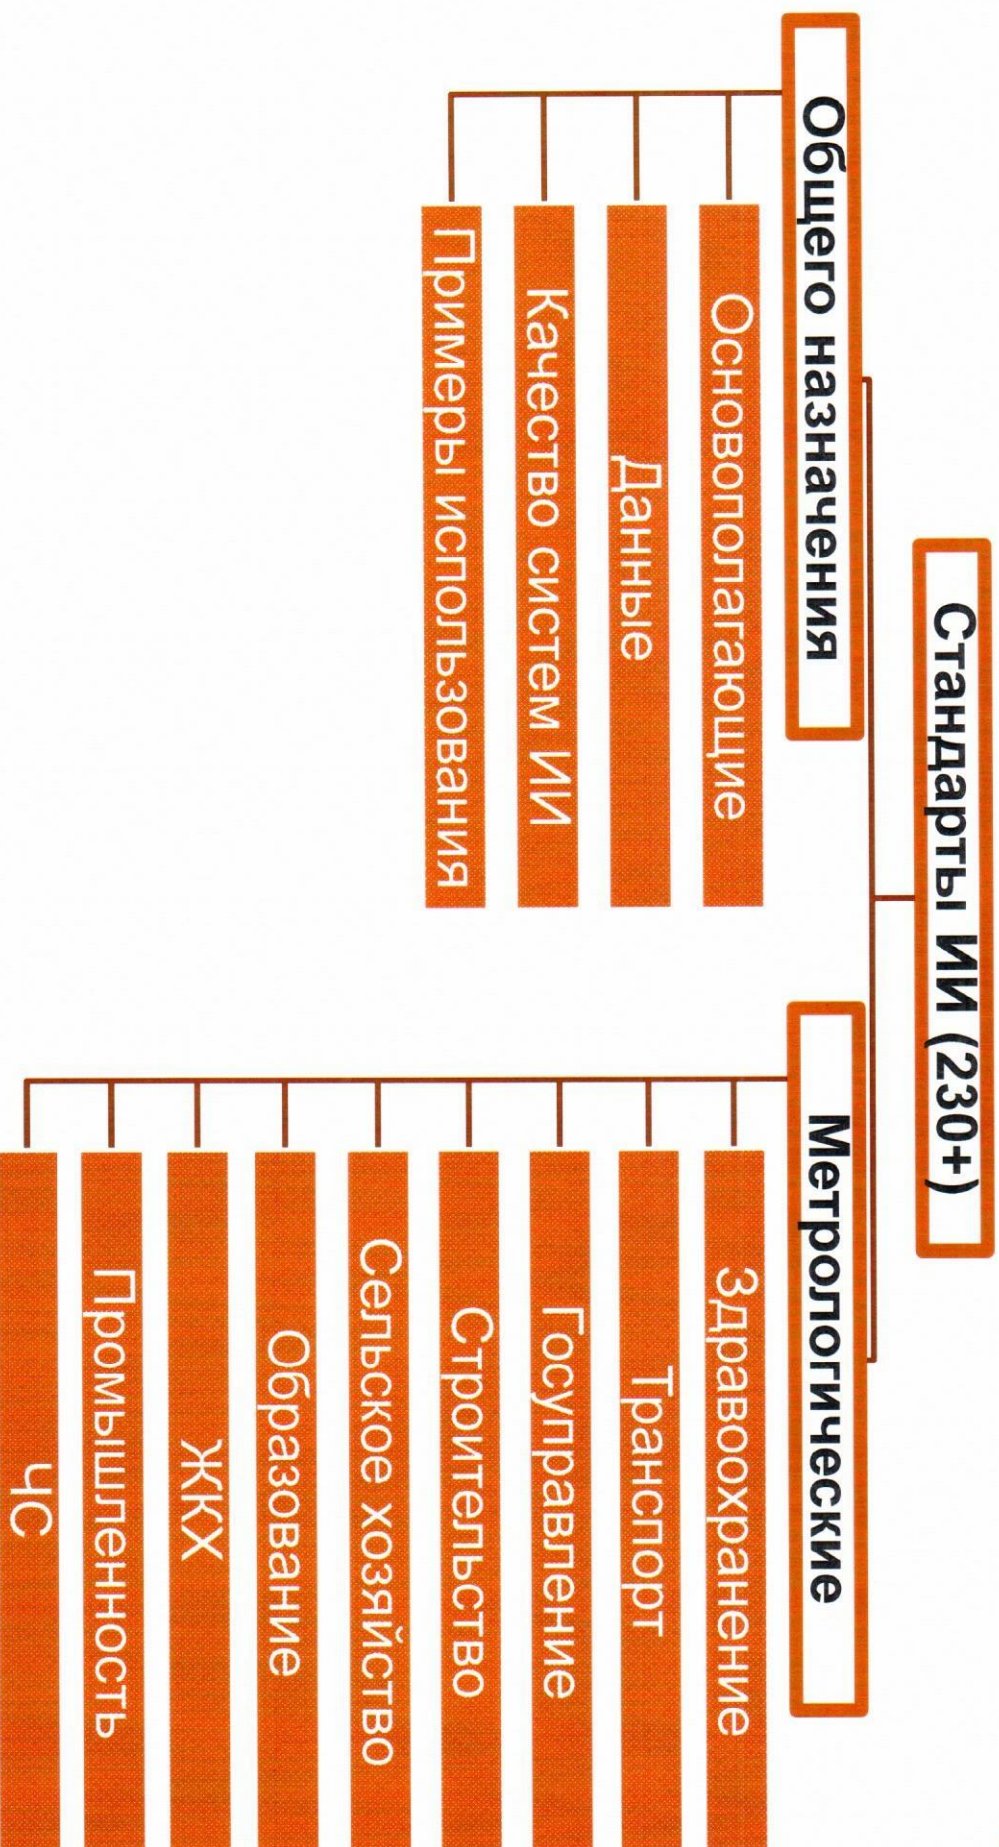 Стандарты ИИ (230+)
Общего назначения
Основополагающие
Данные
Качество систем ИИ
Примеры использования
Метрологические
Здравоохранение
Транспорт
Госуправление
Строительство
Сельское хозяйство
Образование
ЖКХ
Промышленность
ЧС